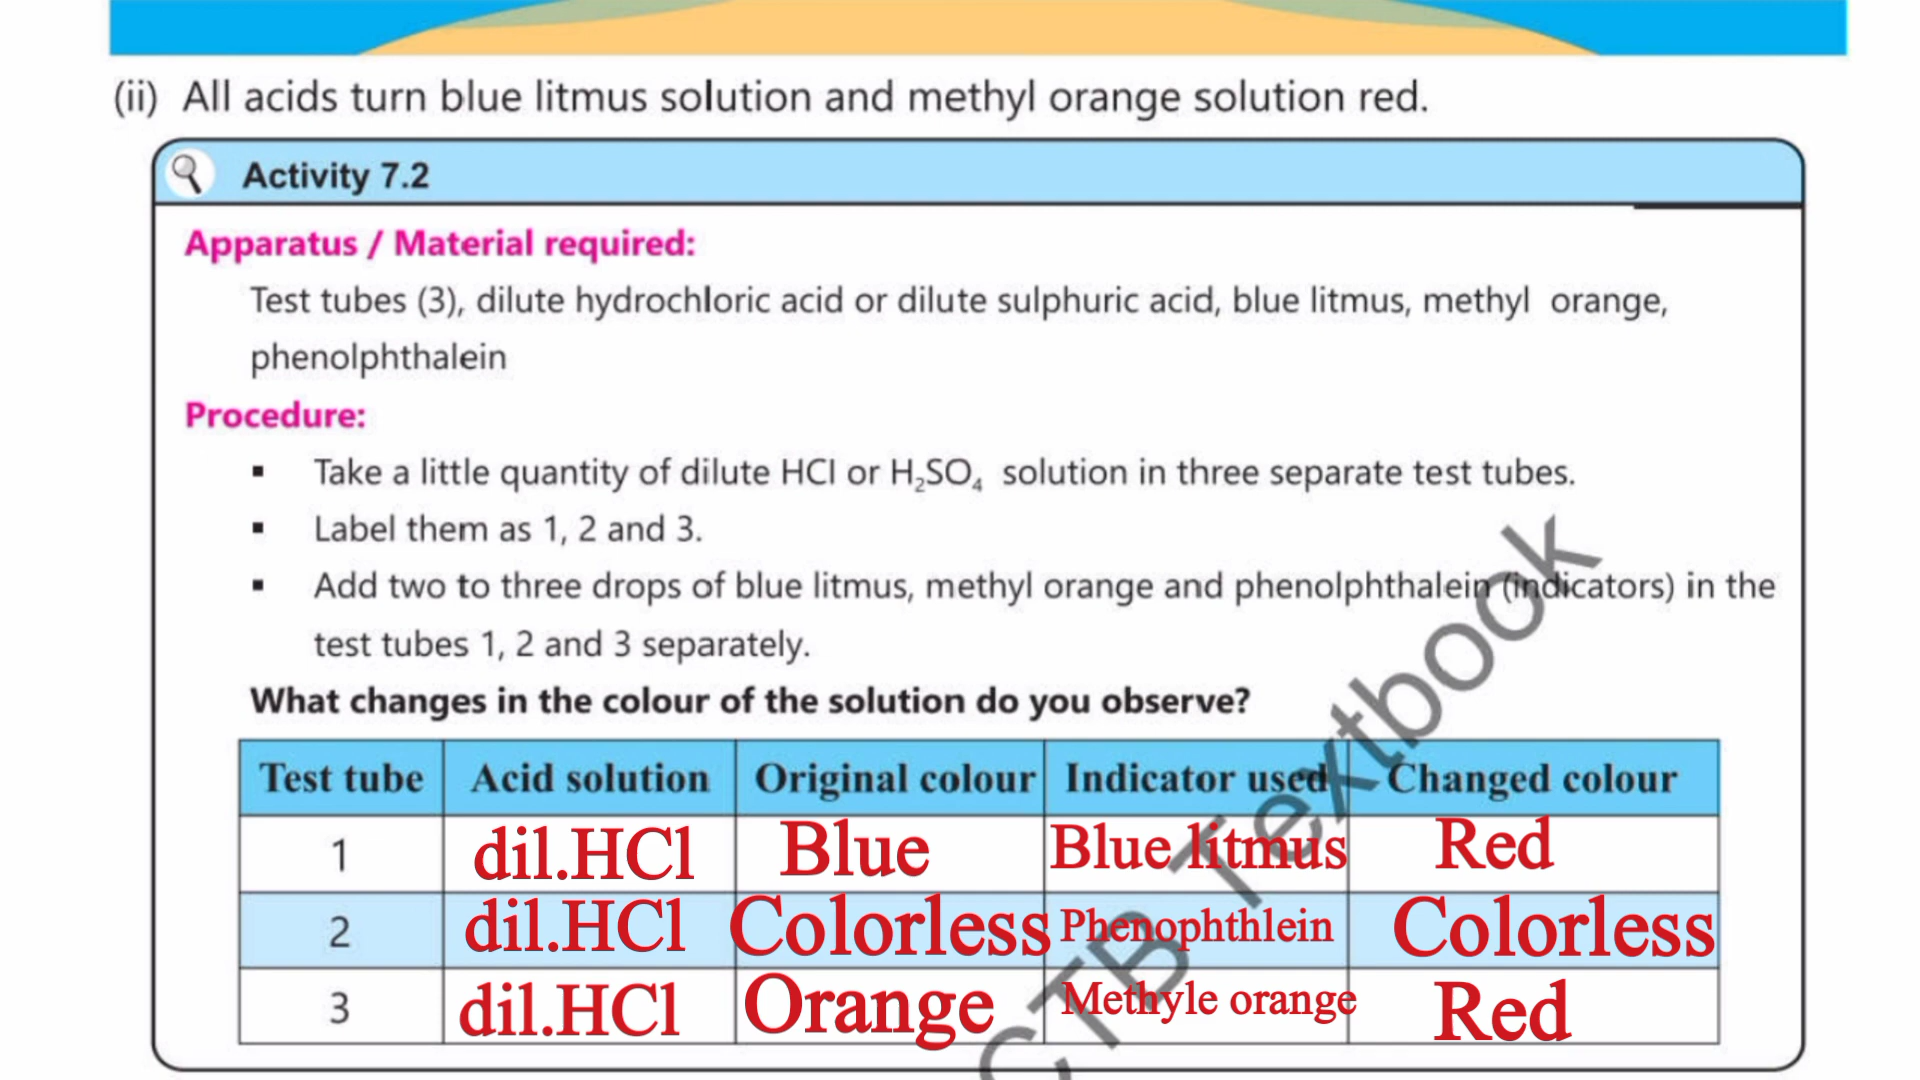 (ii) All acids turn blue litmus solution and methyl orange solution red.
Activity 7.2
Apparatus / Material required:
Test tubes (3), dilute hydrochloric acid or dilute sulphuric acid, blue litmus, methyl orange,
phenolphthalein
Procedure:
▪ Take a little quantity of dilute HCl or H₂SO₄ solution in three separate test tubes.
▪ Label them as 1, 2 and 3.
▪ Add two to three drops of blue litmus, methyl orange and phenolphthalein (indicators) in the
test tubes 1, 2 and 3 separately.
What changes in the colour of the solution do you observe?
Test tube Acid solution Original colour Indicator used Changed colour
1 dil.HCl Blue Blue litmus Red
2 dil.HCl Colorless Phenophthlein Colorless
3 dil.HCl Orange Methyle orange Red
CTB Textbook